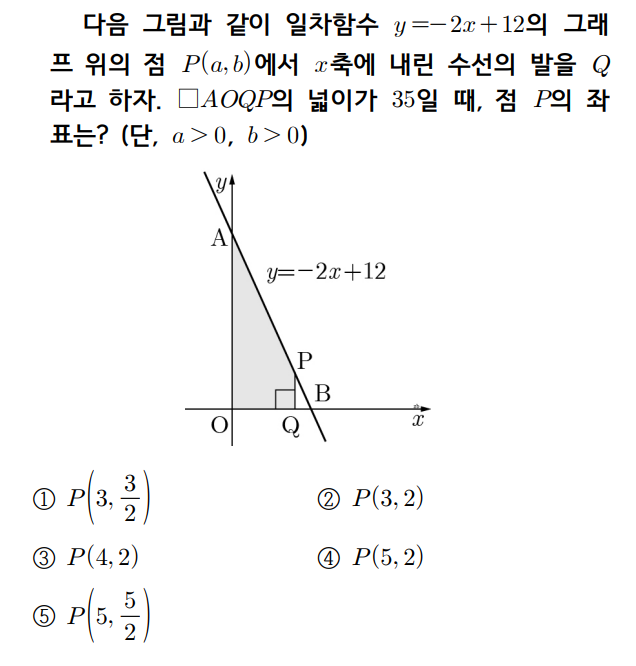 다음 그림과 같이 일차함수 y=−2x+12의 그래
프 위의 점 P(a, b)에서 x축에 내린 수선의 발을 Q
라고 하자. □AOQP의 넓이가 35일 때, 점 P의 좌
표는? (단, a>0, b>0)
y
A
y=−2x+12
P
B
O
Q
x
① P(3, 3/2)
② P(3, 2)
③ P(4, 2)
④ P(5, 2)
⑤ P(5, 5/2)